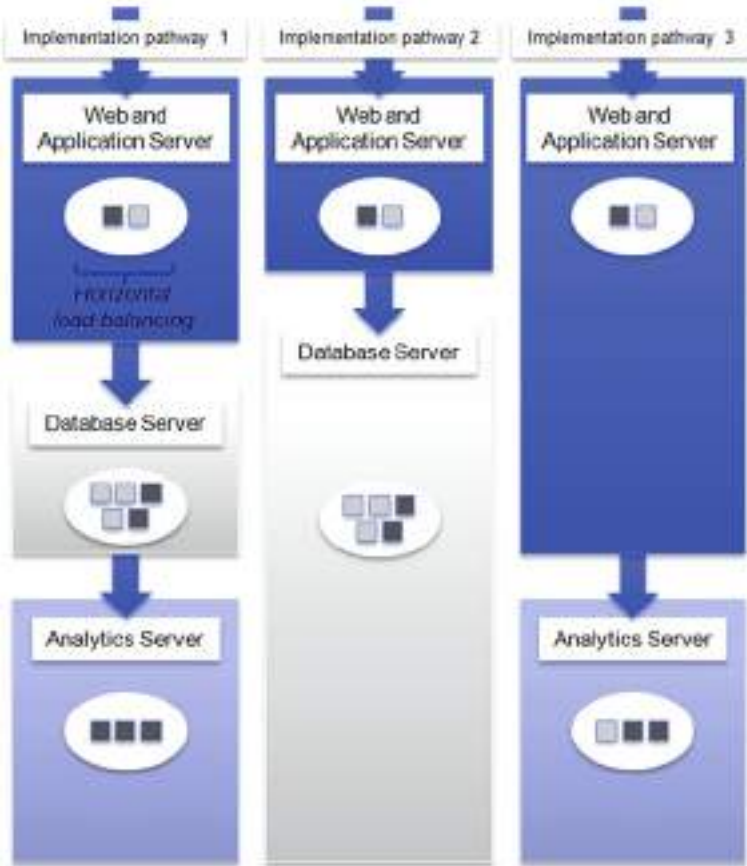 Implementation pathway 1
Implementation pathway 2
Implementation pathway 3
Web and
Application Server
Web and
Application Server
Web and
Application Server
Horizontal
load-balancing
Database Server
Database Server
Analytics Server
Analytics Server